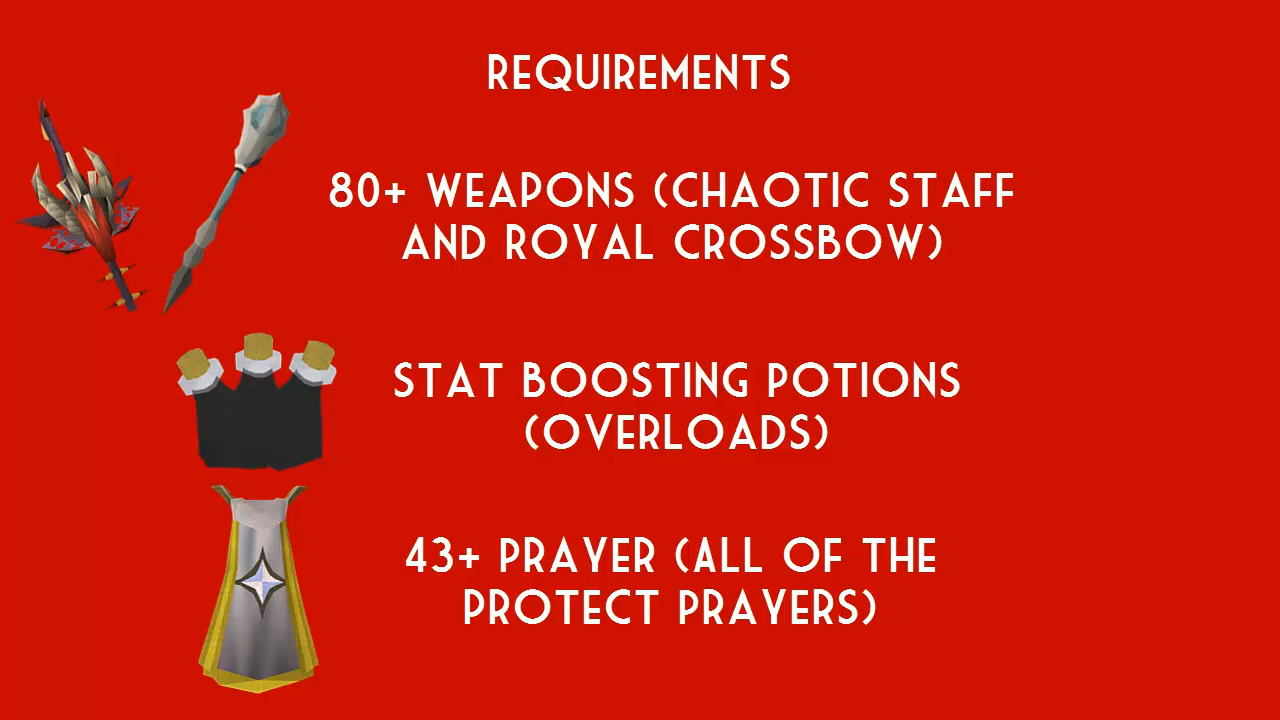 REQUIREMENTS
80+ WEAPONS (CHAOTIC STAFF
AND ROYAL CROSSBOW)
STAT BOOSTING POTIONS
(OVERLOADS)
43+ PRAYER (ALL OF THE
PROTECT PRAYERS)